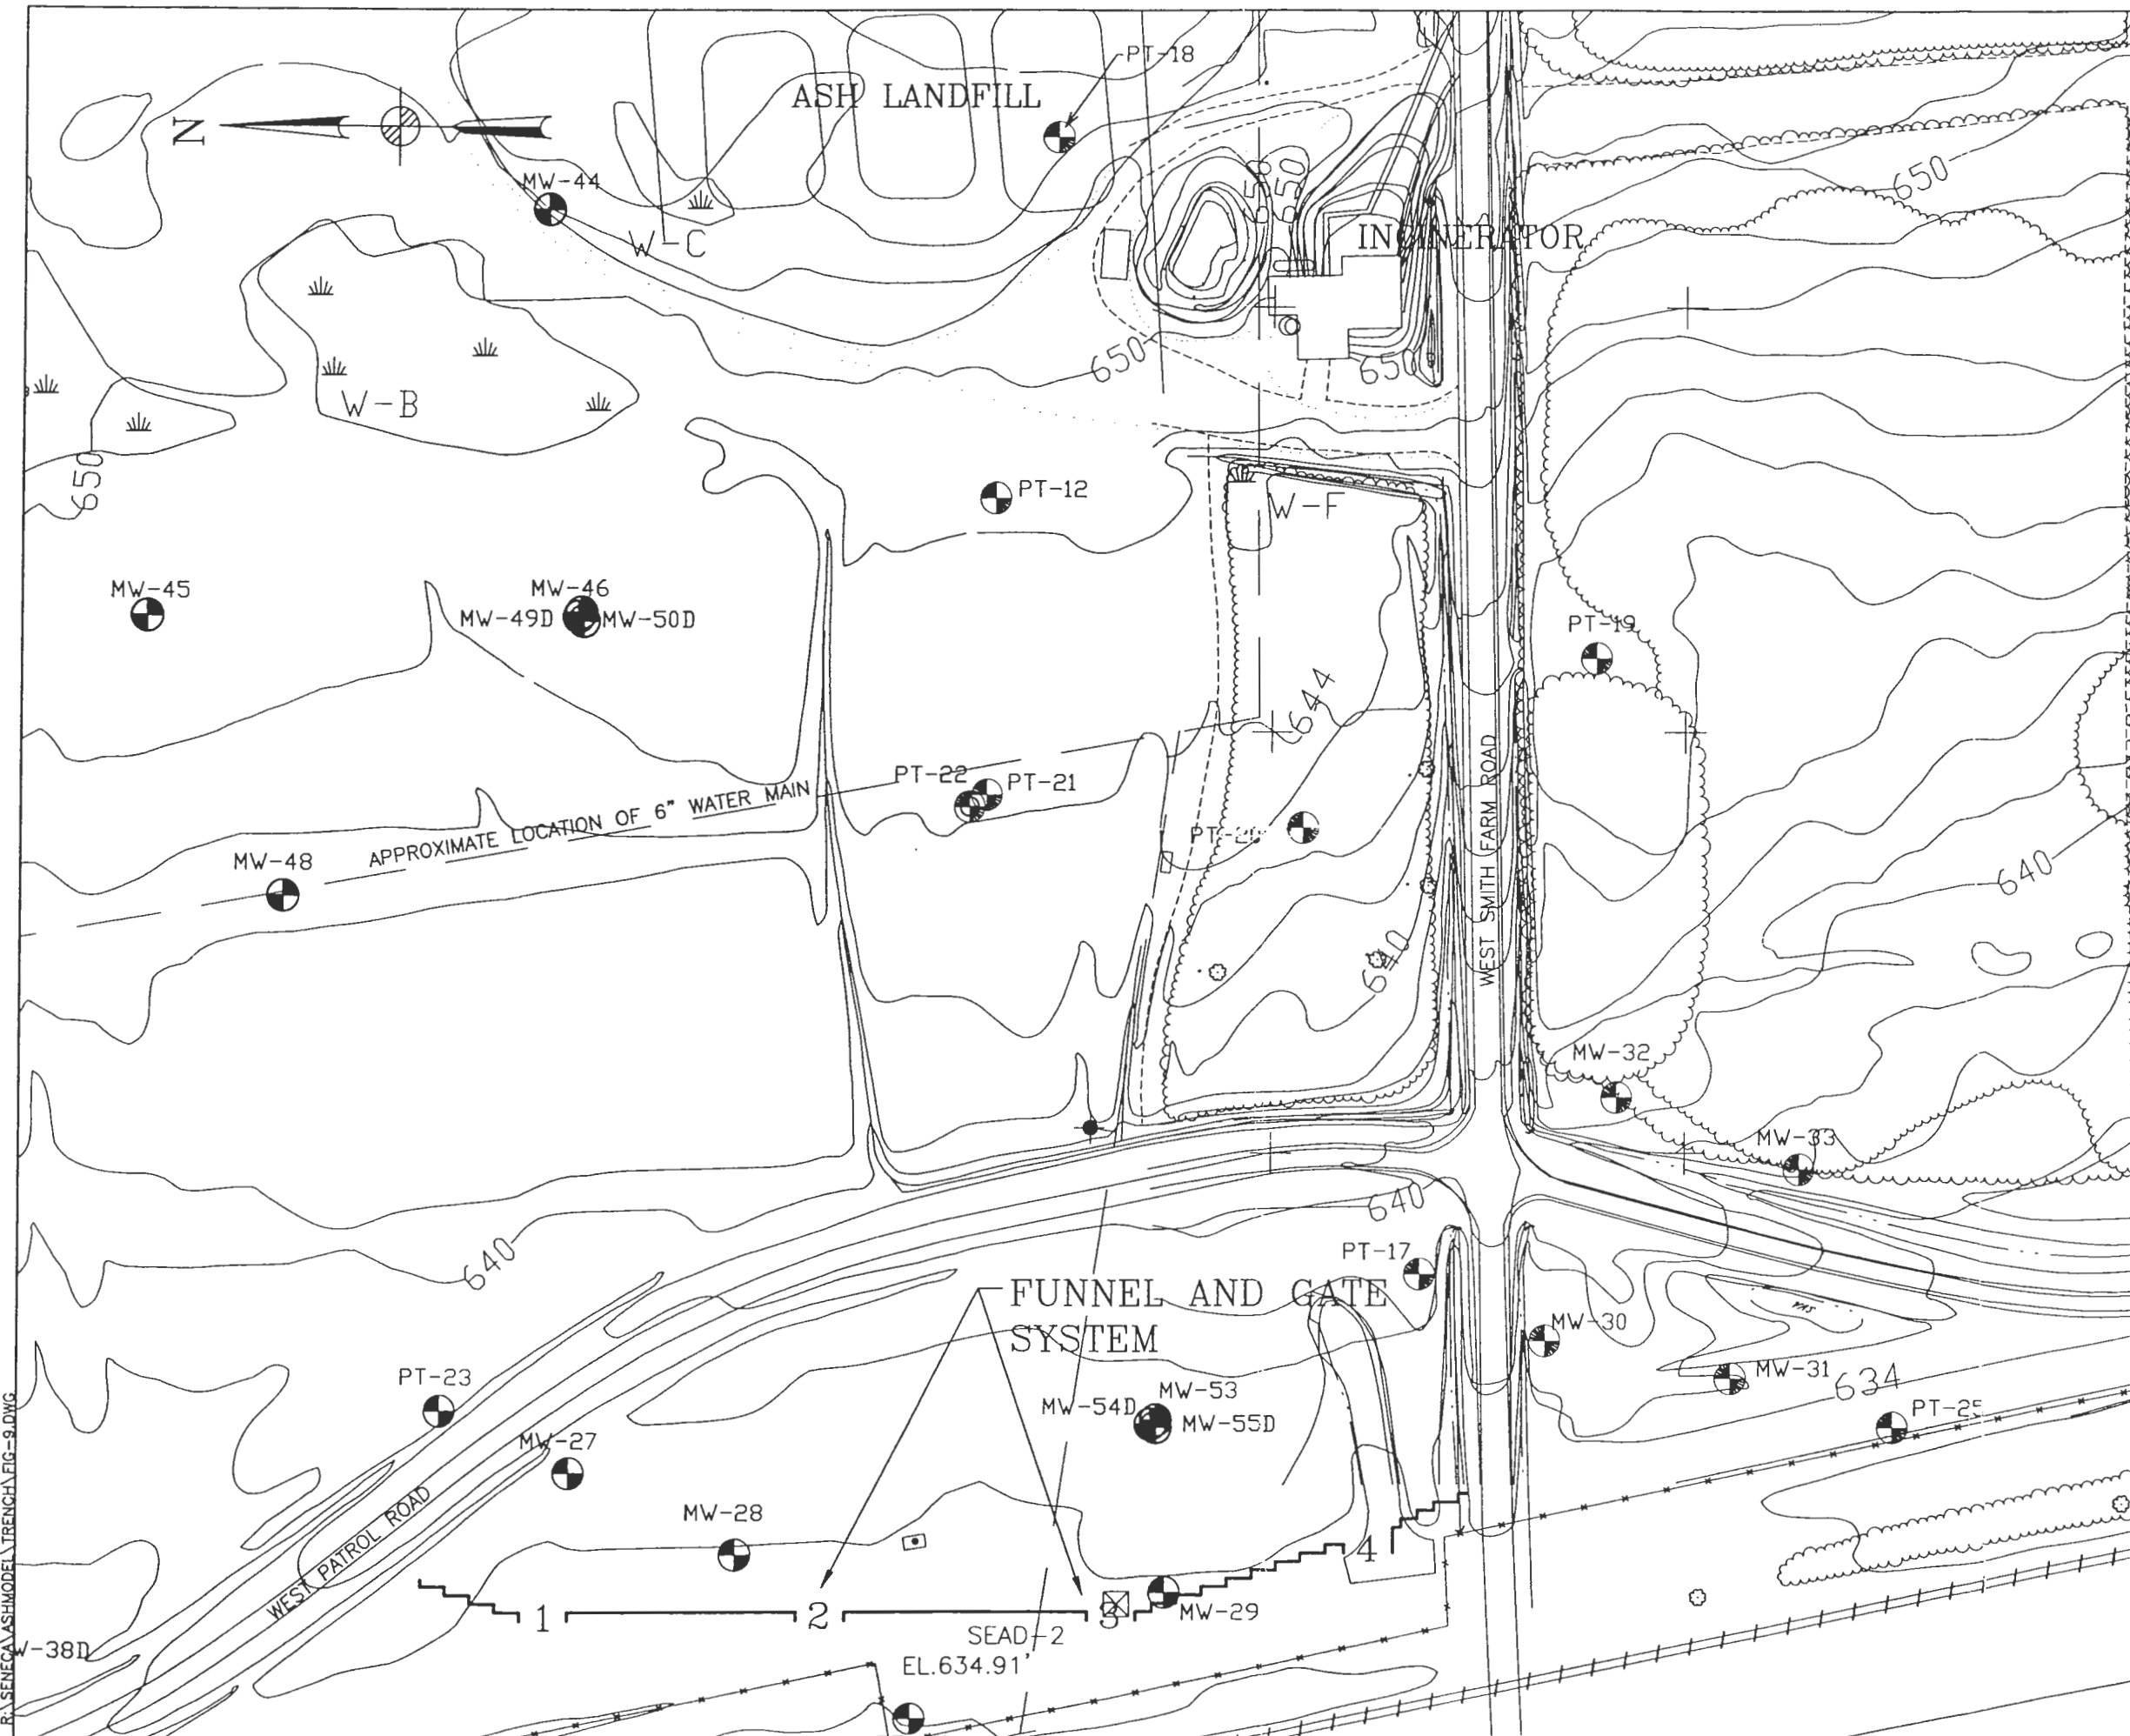 PT-18
ASH LANDFILL
N
MW-44
W-C
650
650
650
INCINERATOR
650
650
W-B
650
PT-12
W-F
MW-45
MW-46
MW-49D
MW-50D
PT-19
644
WEST SMITH FARM ROAD
PT-22
PT-21
APPROXIMATE LOCATION OF 6" WATER MAIN
MW-48
640
640
MW-32
MW-33
640
640
PT-17
FUNNEL AND GATE
SYSTEM
MW-30
MW-31
634
PT-23
MW-53
MW-54D
MW-55D
MW-27
WEST PATROL ROAD
MW-28
4
1
2
3
MW-29
SEAD-2
EL.634.91'
W-38D
R:\SENECA\ASHMODEL\TRENCH\FIG-9.DWG